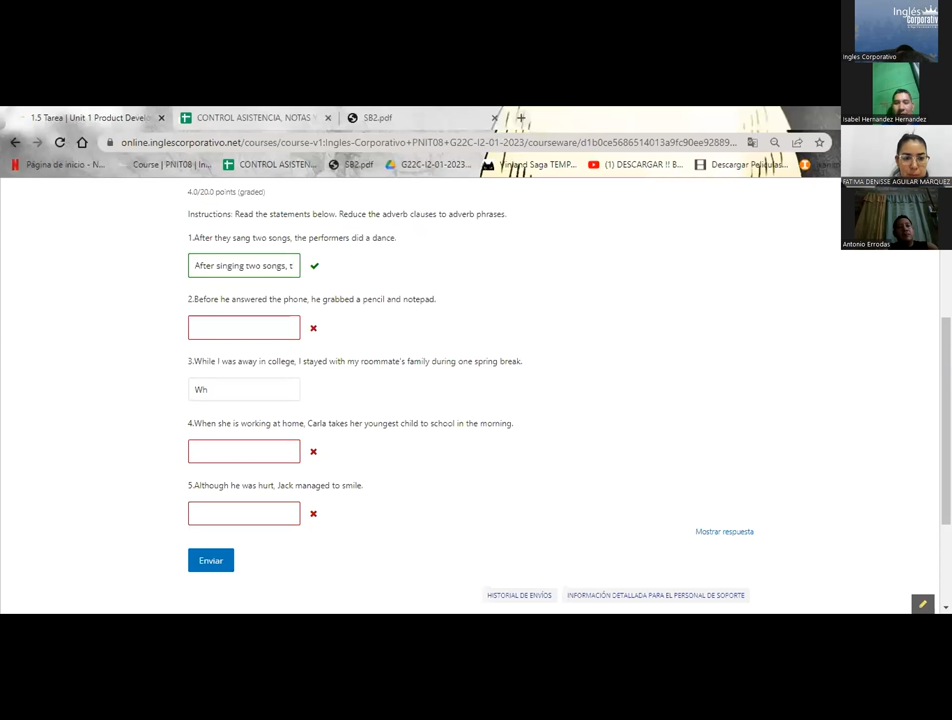 Inglés
Corporativ
Ingles Corporativo
Isabel Hernandez Hernandez
FATIMA DENISSE AGUILAR MARQUEZ
Antonio Errodas
1.5 Tarea | Unit 1 Product Devel
CONTROL ASISTENCIA, NOTAS Y
SB2.pdf
online.inglescorporativo.net/courses/course-v1:Ingles-Corporativo+PNIT08+G22C-I2-01-2023/courseware/d1b0ce5686514013a9fc90ee92889...
Página de inicio - N...
Course | PNIT08 | In...
CONTROL ASISTEN...
SB2.pdf
G22C-I2-01-2023...
Vinland Saga TEMP...
(1) DESCARGAR !! B...
Descargar Películas...
4.0/20.0 points (graded)
Instructions: Read the statements below. Reduce the adverb clauses to adverb phrases.
1.After they sang two songs, the performers did a dance.
After singing two songs, t
2.Before he answered the phone, he grabbed a pencil and notepad.
3.While I was away in college, I stayed with my roommate's family during one spring break.
Wh
4.When she is working at home, Carla takes her youngest child to school in the morning.
5.Although he was hurt, Jack managed to smile.
Mostrar respuesta
Enviar
HISTORIAL DE ENVÍOS
INFORMACIÓN DETALLADA PARA EL PERSONAL DE SOPORTE